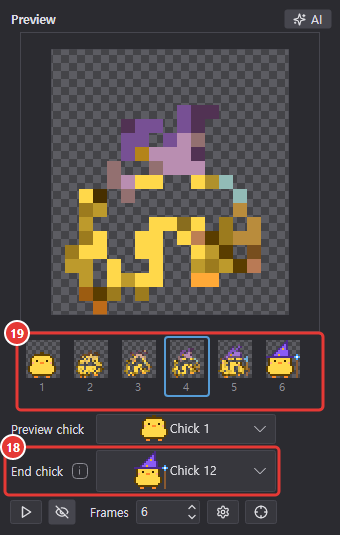 Preview
AI
19
1 2 3 4 5 6
Preview chick Chick 1
18
End chick i Chick 12
Frames 6